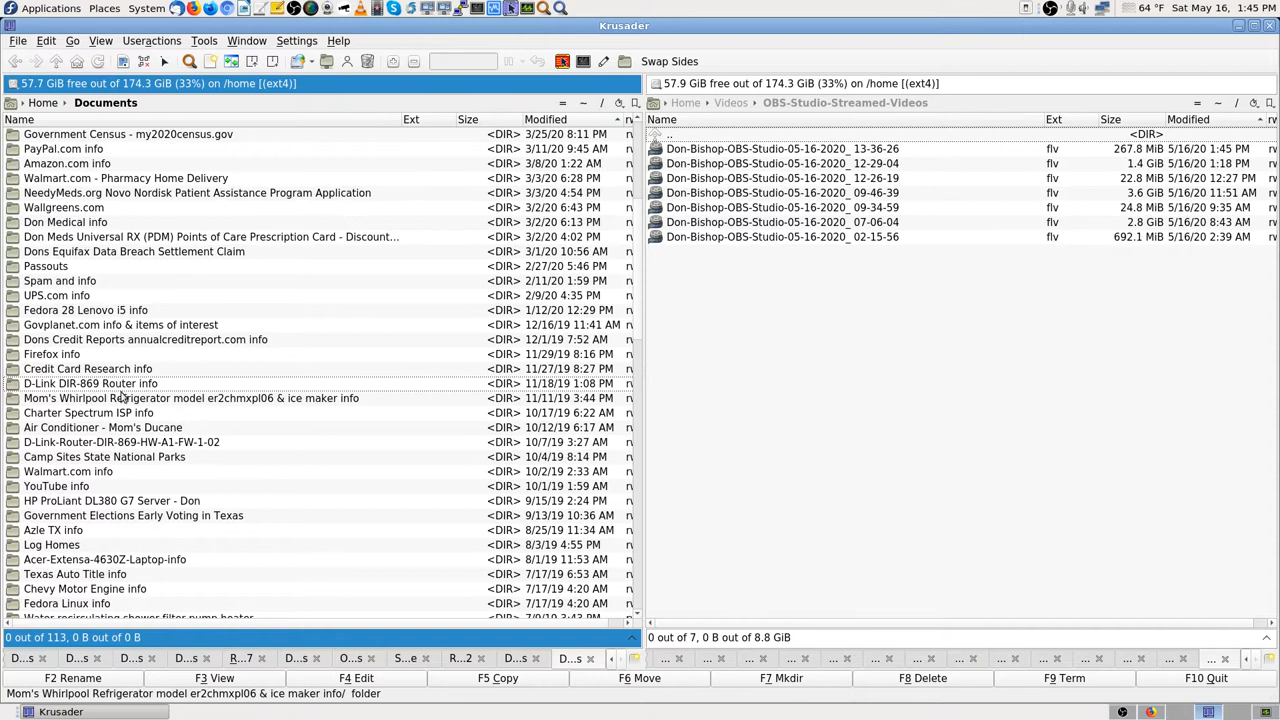 Applications Places System 64 °F Sat May 16, 1:45 PM
Krusader
File Edit Go View Useractions Tools Window Settings Help
Swap Sides
57.7 GiB free out of 174.3 GiB (33%) on /home [(ext4)] 57.9 GiB free out of 174.3 GiB (33%) on /home [(ext4)]
Home Documents = ~ / Home Videos OBS-Studio-Streamed-Videos = ~ /
Name Ext Size Modified Name Ext Size Modified
Government Census - my2020census.gov <DIR> 3/25/20 8:11 PM .. <DIR>
PayPal.com info <DIR> 3/11/20 9:45 AM Don-Bishop-OBS-Studio-05-16-2020_ 13-36-26 flv 267.8 MiB 5/16/20 1:45 PM
Amazon.com info <DIR> 3/8/20 1:22 AM Don-Bishop-OBS-Studio-05-16-2020_ 12-29-04 flv 1.4 GiB 5/16/20 1:18 PM
Walmart.com - Pharmacy Home Delivery <DIR> 3/3/20 6:28 PM Don-Bishop-OBS-Studio-05-16-2020_ 12-26-19 flv 22.8 MiB 5/16/20 12:27 PM
NeedyMeds.org Novo Nordisk Patient Assistance Program Application <DIR> 3/3/20 4:54 PM Don-Bishop-OBS-Studio-05-16-2020_ 09-46-39 flv 3.6 GiB 5/16/20 11:51 AM
Wallgreens.com <DIR> 3/2/20 6:43 PM Don-Bishop-OBS-Studio-05-16-2020_ 09-34-59 flv 24.8 MiB 5/16/20 9:35 AM
Don Medical info <DIR> 3/2/20 6:13 PM Don-Bishop-OBS-Studio-05-16-2020_ 07-06-04 flv 2.8 GiB 5/16/20 8:43 AM
Don Meds Universal RX (PDM) Points of Care Prescription Card - Discount... <DIR> 3/2/20 4:02 PM Don-Bishop-OBS-Studio-05-16-2020_ 02-15-56 flv 692.1 MiB 5/16/20 2:39 AM
Dons Equifax Data Breach Settlement Claim <DIR> 3/1/20 10:56 AM
Passouts <DIR> 2/27/20 5:46 PM
Spam and info <DIR> 2/11/20 1:59 PM
UPS.com info <DIR> 2/9/20 4:35 PM
Fedora 28 Lenovo i5 info <DIR> 1/12/20 12:29 PM
Govplanet.com info & items of interest <DIR> 12/16/19 11:41 AM
Dons Credit Reports annualcreditreport.com info <DIR> 12/1/19 7:52 AM
Firefox info <DIR> 11/29/19 8:16 PM
Credit Card Research info <DIR> 11/27/19 8:27 PM
D-Link DIR-869 Router info <DIR> 11/18/19 1:08 PM
Mom's Whirlpool Refrigerator model er2chmxpl06 & ice maker info <DIR> 11/11/19 3:44 PM
Charter Spectrum ISP info <DIR> 10/17/19 6:22 AM
Air Conditioner - Mom's Ducane <DIR> 10/12/19 6:17 AM
D-Link-Router-DIR-869-HW-A1-FW-1-02 <DIR> 10/7/19 3:27 AM
Camp Sites State National Parks <DIR> 10/4/19 8:14 PM
Walmart.com info <DIR> 10/2/19 2:33 AM
YouTube info <DIR> 10/1/19 1:59 AM
HP ProLiant DL380 G7 Server - Don <DIR> 9/15/19 2:24 PM
Government Elections Early Voting in Texas <DIR> 9/13/19 10:36 AM
Azle TX info <DIR> 8/25/19 11:34 AM
Log Homes <DIR> 8/3/19 4:55 PM
Acer-Extensa-4630Z-Laptop-info <DIR> 8/1/19 11:53 AM
Texas Auto Title info <DIR> 7/17/19 6:53 AM
Chevy Motor Engine info <DIR> 7/17/19 4:20 AM
Fedora Linux info <DIR> 7/17/19 4:20 AM
Water recirculating shower filter pump heater <DIR> 7/9/19 3:43 PM
0 out of 113, 0 B out of 0 B 0 out of 7, 0 B out of 8.8 GiB
D...s D...s D...s D...s R...7 D...s O...s S...e R...2 D...s D...s ... ... ... ... ... ... ... ... ... ... ... ... ... ...
F2 Rename F3 View F4 Edit F5 Copy F6 Move F7 Mkdir F8 Delete F9 Term F10 Quit
Mom's Whirlpool Refrigerator model er2chmxpl06 & ice maker info/ folder
Krusader